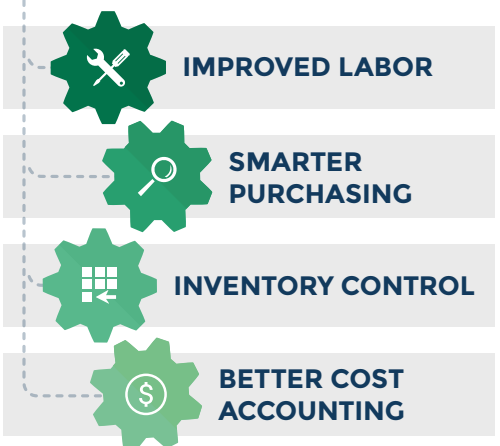 IMPROVED LABOR
SMARTER
PURCHASING
INVENTORY CONTROL
$
BETTER COST
ACCOUNTING